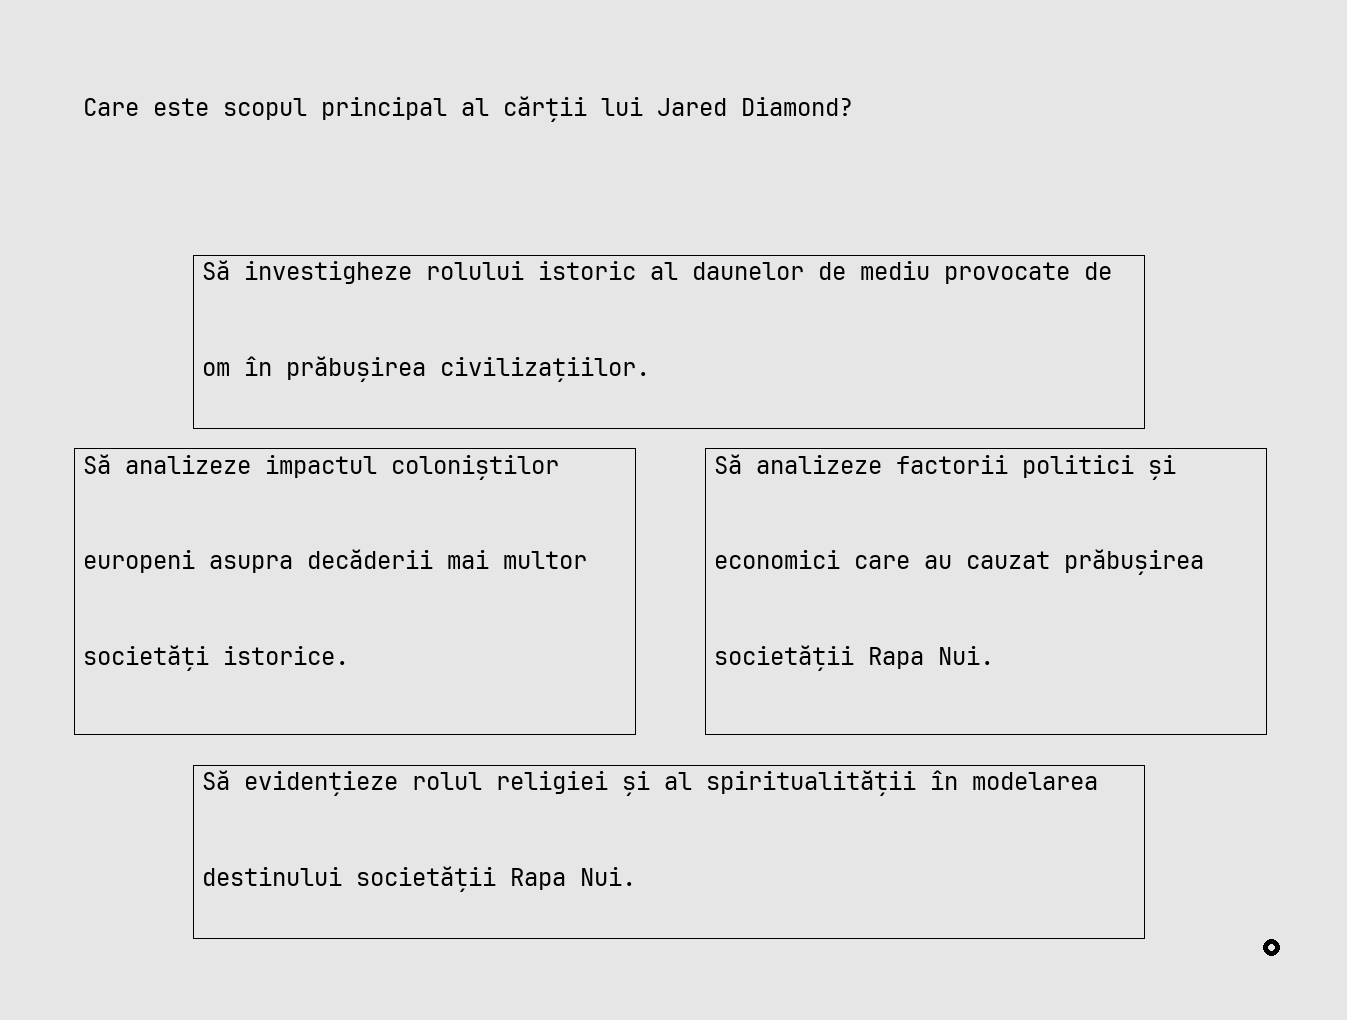 Care este scopul principal al cărții lui Jared Diamond?
Să investigheze rolului istoric al daunelor de mediu provocate de
om în prăbușirea civilizațiilor.
Să analizeze impactul coloniștilor
europeni asupra decăderii mai multor
societăți istorice.
Să analizeze factorii politici și
economici care au cauzat prăbușirea
societății Rapa Nui.
Să evidențieze rolul religiei și al spiritualității în modelarea
destinului societății Rapa Nui.